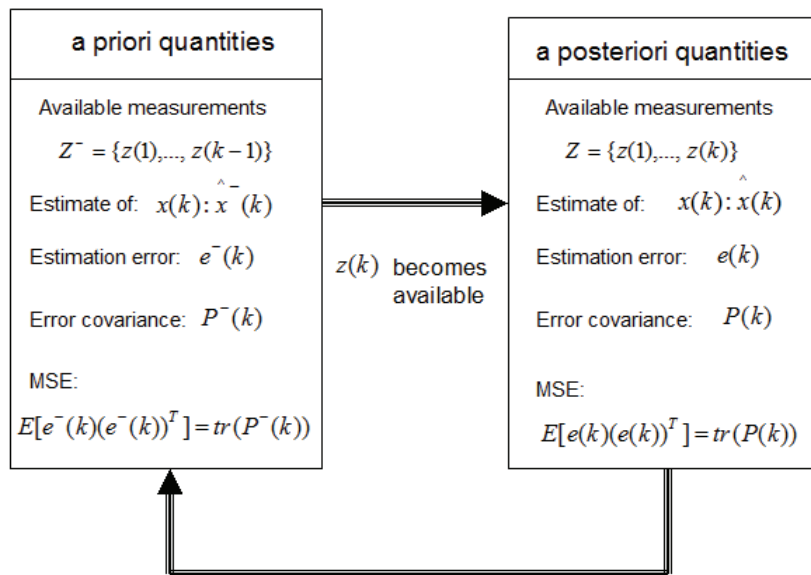 a priori quantities
Available measurements
Z⁻ = {z(1),..., z(k−1)}
Estimate of: x(k): x̂⁻(k)
Estimation error: e⁻(k)
Error covariance: P⁻(k)
MSE:
E[e⁻(k)(e⁻(k))ᵀ] = tr(P⁻(k))
z(k) becomes
available
a posteriori quantities
Available measurements
Z = {z(1),..., z(k)}
Estimate of: x(k): x̂(k)
Estimation error: e(k)
Error covariance: P(k)
MSE:
E[e(k)(e(k))ᵀ] = tr(P(k))